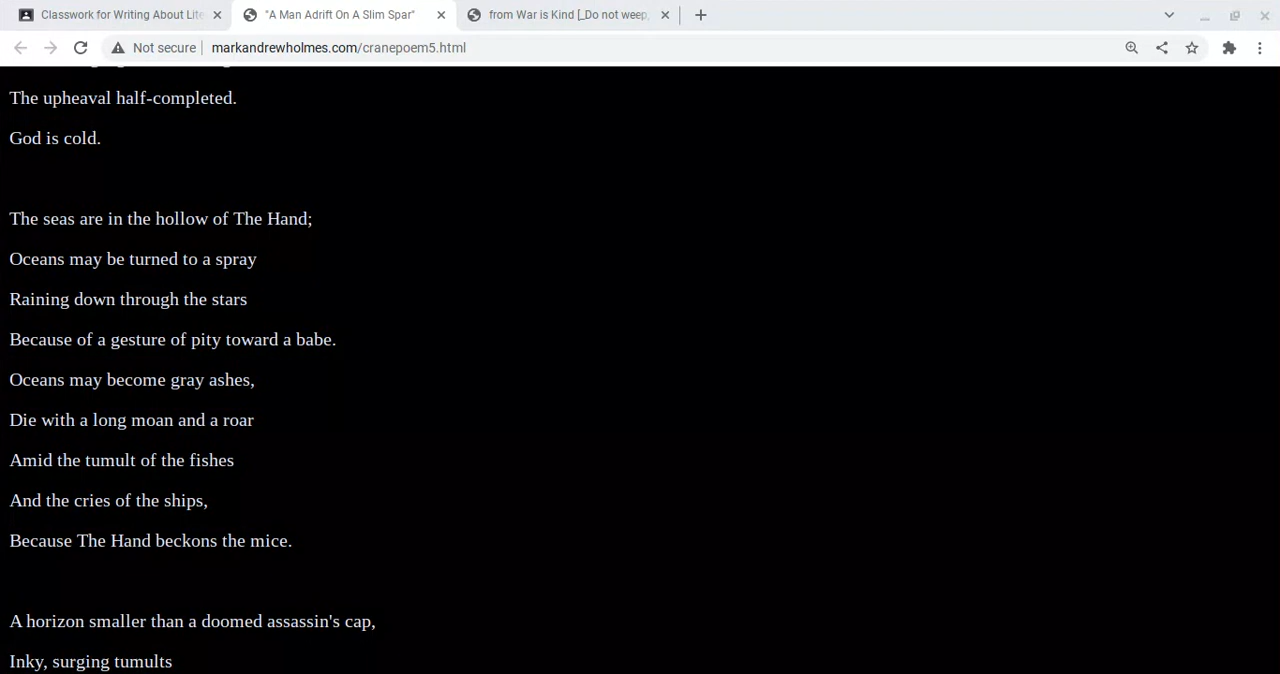 Classwork for Writing About Lite
"A Man Adrift On A Slim Spar"
from War is Kind [_Do not weep,
Not secure
markandrewholmes.com/cranepoem5.html
The upheaval half-completed.
God is cold.
The seas are in the hollow of The Hand;
Oceans may be turned to a spray
Raining down through the stars
Because of a gesture of pity toward a babe.
Oceans may become gray ashes,
Die with a long moan and a roar
Amid the tumult of the fishes
And the cries of the ships,
Because The Hand beckons the mice.
A horizon smaller than a doomed assassin's cap,
Inky, surging tumults